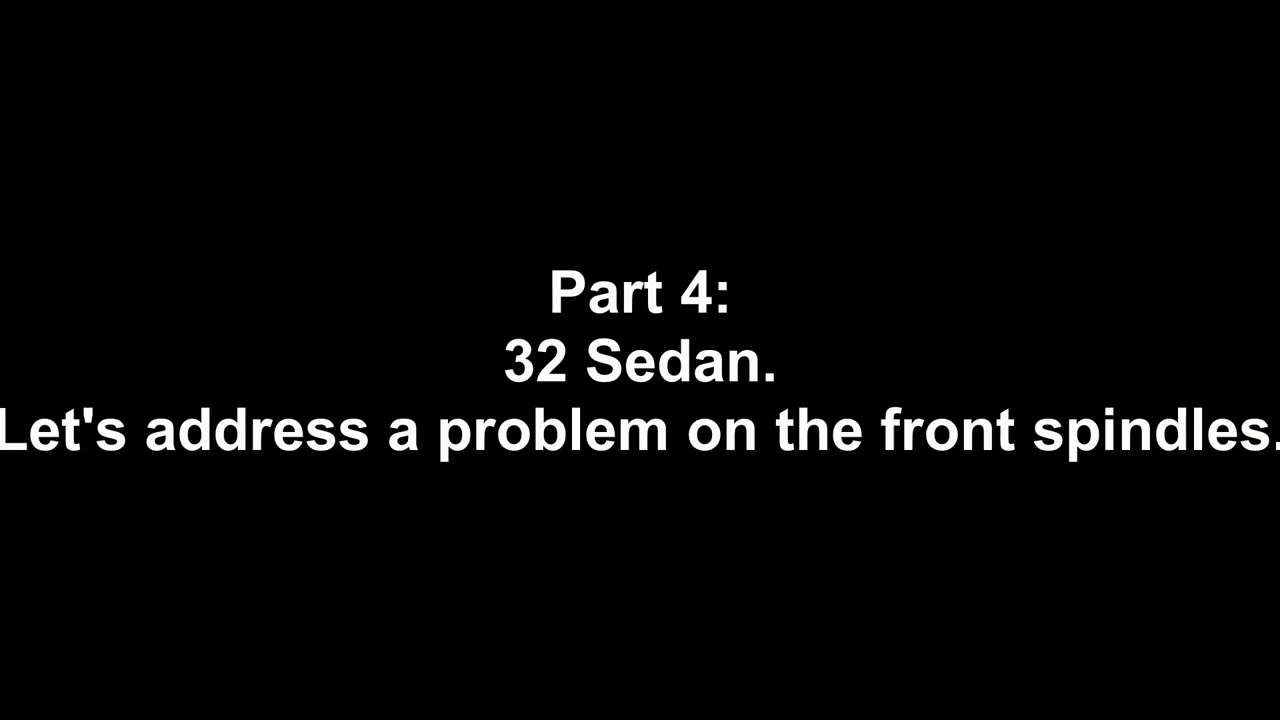 Part 4:
32 Sedan.
Let's address a problem on the front spindles.